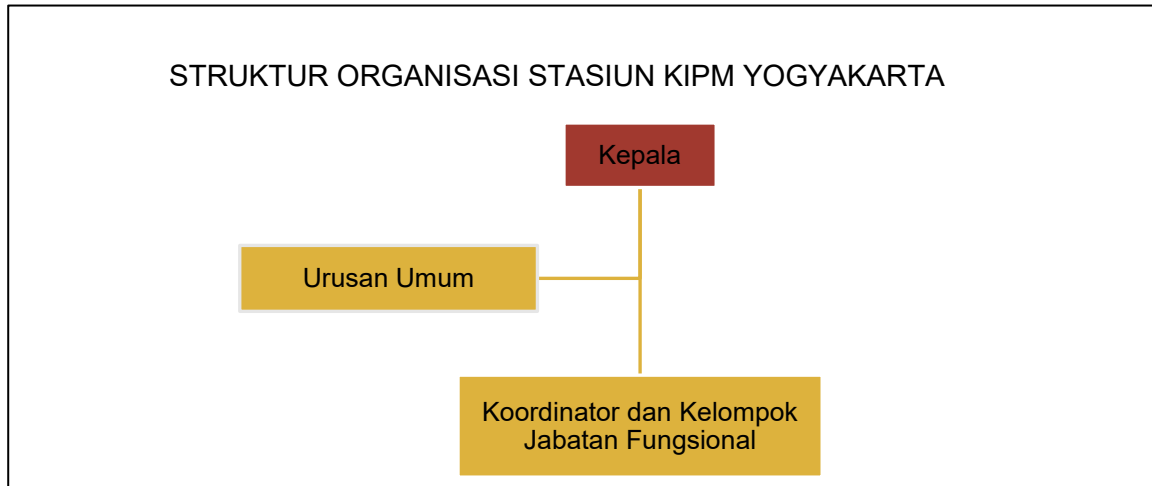 STRUKTUR ORGANISASI STASIUN KIPM YOGYAKARTA
Kepala
Urusan Umum
Koordinator dan Kelompok
Jabatan Fungsional